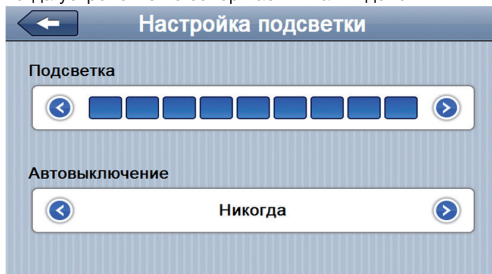 Настройка подсветки
Подсветка
Автовыключение
Никогда